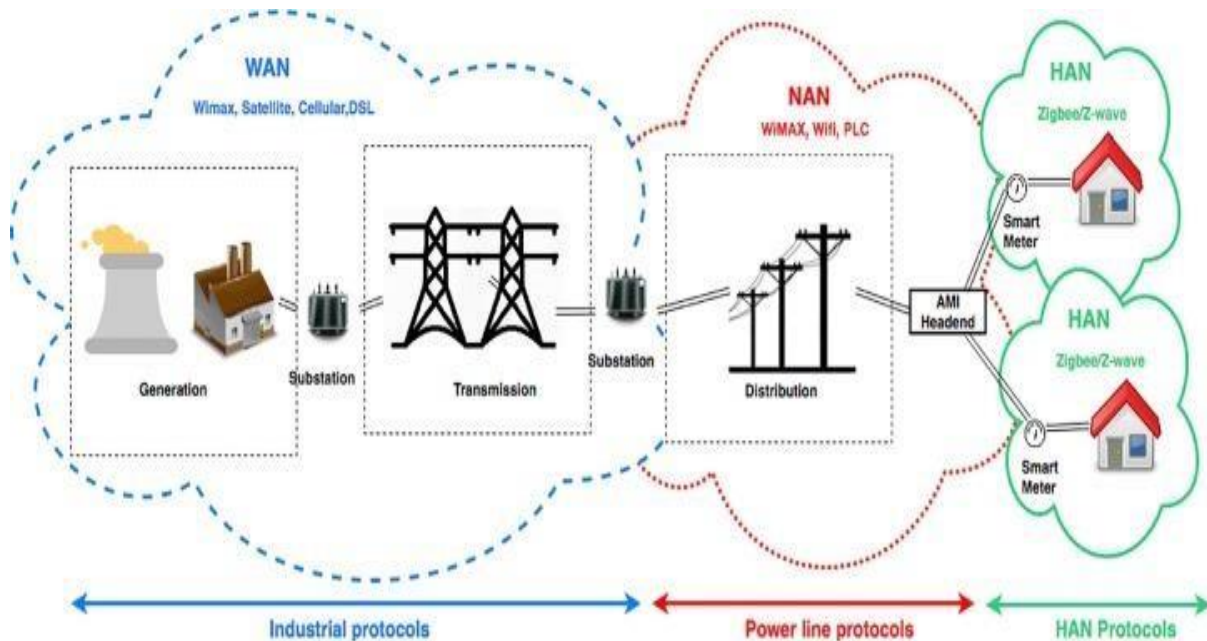 WAN
Wimax, Satellite, Cellular,DSL
NAN
WiMAX, Wifi, PLC
HAN
Zigbee/Z-wave
Smart
Meter
AMI
Headend
HAN
Zigbee/Z-wave
Smart
Meter
Generation
Substation
Transmission
Substation
Distribution
Industrial protocols
Power line protocols
HAN Protocols